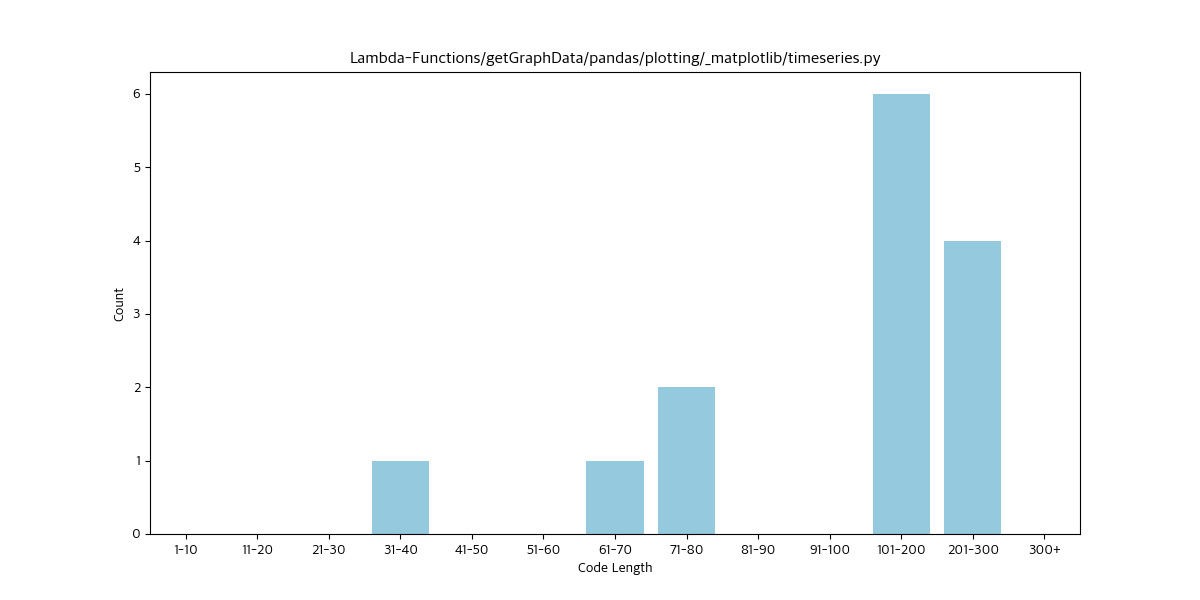 Lambda-Functions/getGraphData/pandas/plotting/_matplotlib/timeseries.py
6
5
4
3
2
1
0
Count
1-10 11-20 21-30 31-40 41-50 51-60 61-70 71-80 81-90 91-100 101-200 201-300 300+
Code Length